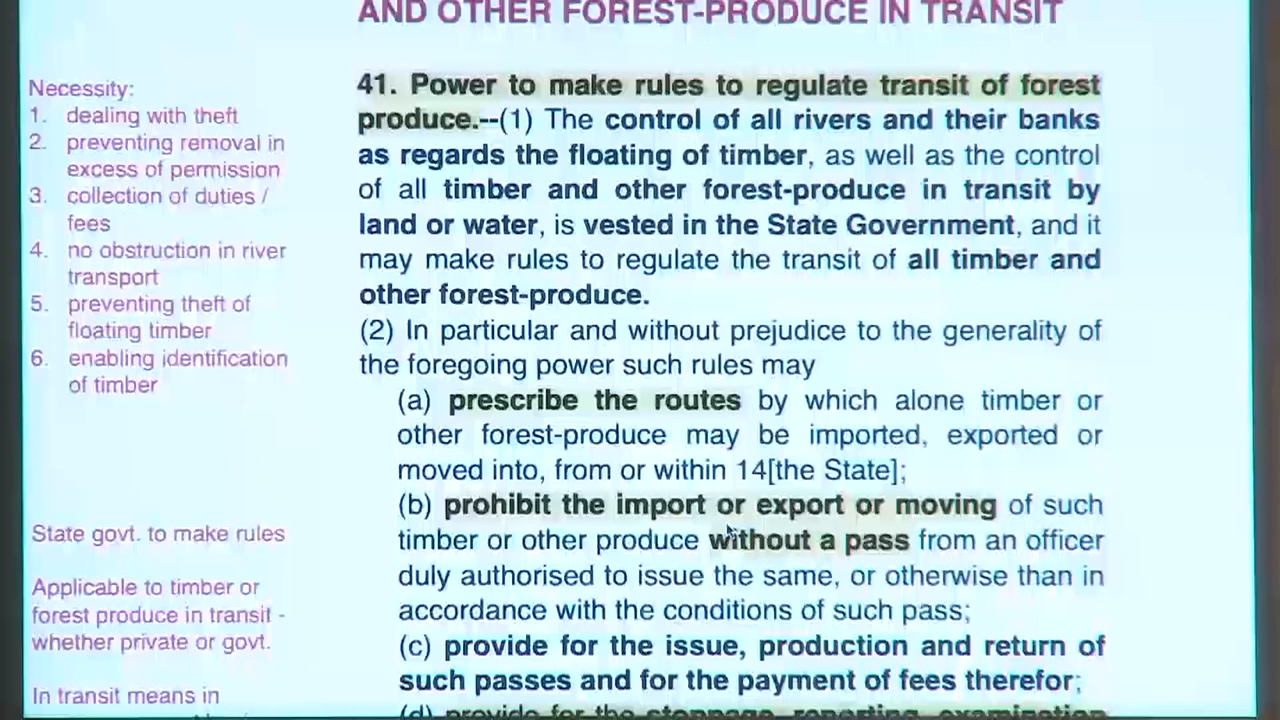 AND OTHER FOREST-PRODUCE IN TRANSIT
Necessity:
1. dealing with theft
2. preventing removal in
excess of permission
3. collection of duties /
fees
4. no obstruction in river
transport
5. preventing theft of
floating timber
6. enabling identification
of timber
State govt. to make rules
Applicable to timber or
forest produce in transit -
whether private or govt.
In transit means in
41. Power to make rules to regulate transit of forest
produce.--(1) The control of all rivers and their banks
as regards the floating of timber, as well as the control
of all timber and other forest-produce in transit by
land or water, is vested in the State Government, and it
may make rules to regulate the transit of all timber and
other forest-produce.
(2) In particular and without prejudice to the generality of
the foregoing power such rules may
(a) prescribe the routes by which alone timber or
other forest-produce may be imported, exported or
moved into, from or within 14[the State];
(b) prohibit the import or export or moving of such
timber or other produce without a pass from an officer
duly authorised to issue the same, or otherwise than in
accordance with the conditions of such pass;
(c) provide for the issue, production and return of
such passes and for the payment of fees therefor;
(d) provide for the stoppage, reporting, examination